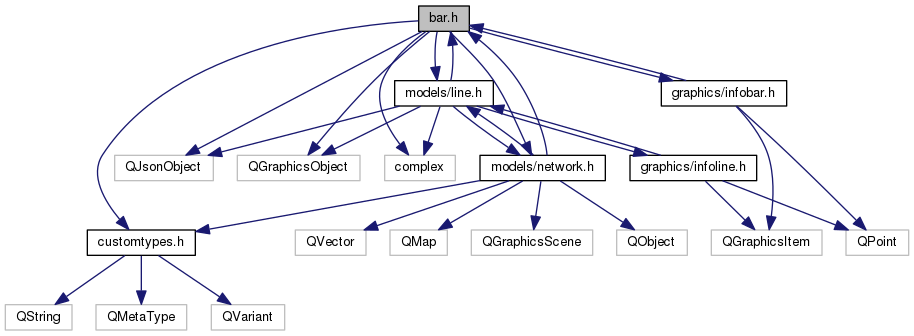 bar.h
models/line.h
graphics/infobar.h
QJsonObject
QGraphicsObject
complex
models/network.h
graphics/infoline.h
customtypes.h
QVector
QMap
QGraphicsScene
QObject
QGraphicsItem
QPoint
QString
QMetaType
QVariant